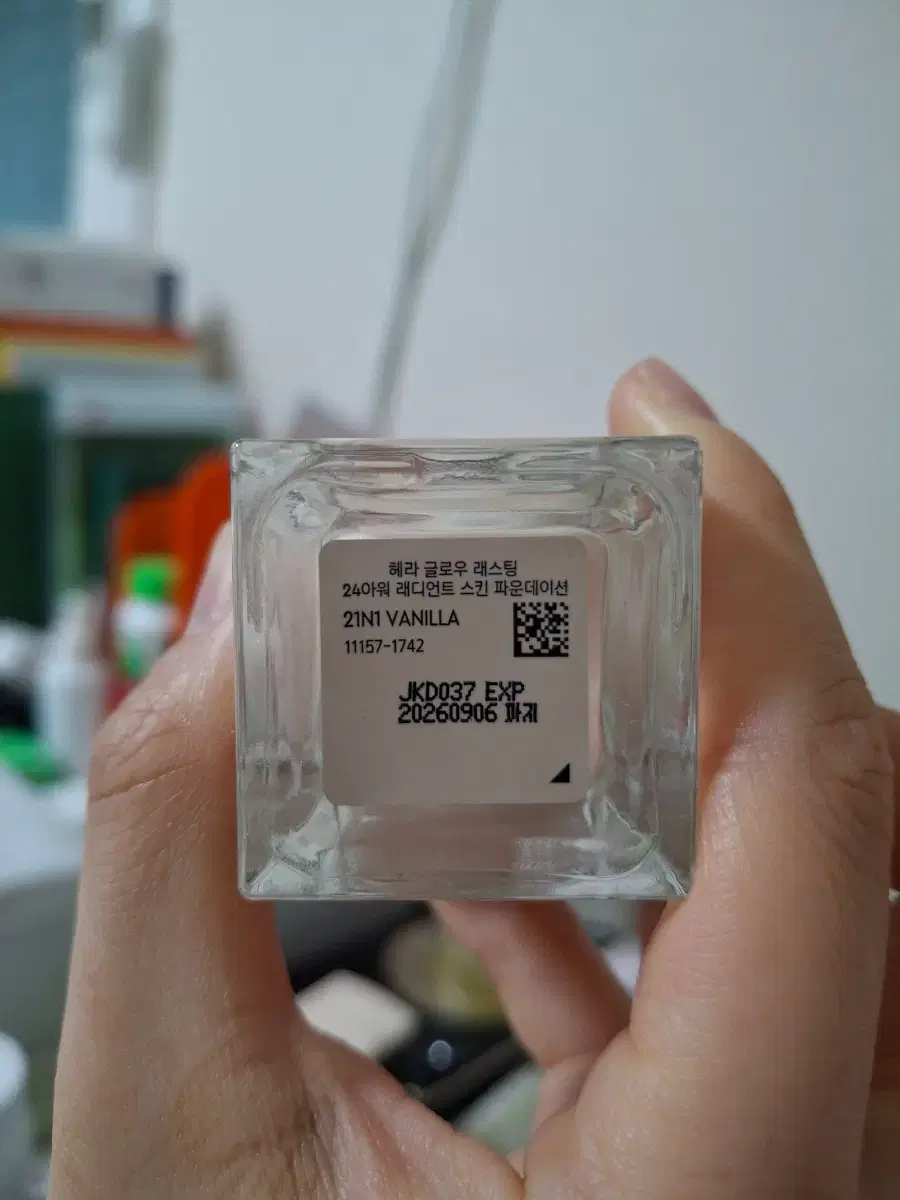 헤라 글로우 래스팅
24아워 래디언트 스킨 파운데이션
21N1 VANILLA
11157-1742
JKD037 EXP
20260906 까지